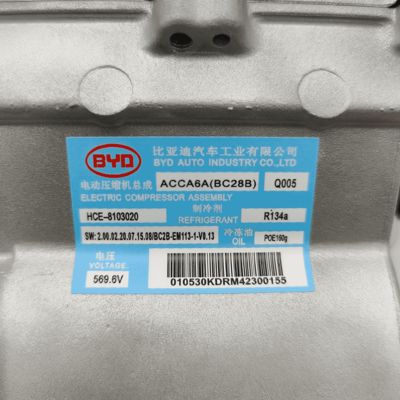 BYD
比亚迪汽车工业有限公司
BYD AUTO INDUSTRY CO.,LTD
电动压缩机总成 ACCA6A(BC28B) Q005
ELECTRIC COMPRESSOR ASSEMBLY
HCE-8103020 制冷剂 REFRIGERANT R134a
SW: 2.00.02.20.07.15.08/BC2B-EM113-1-V0.13 冷冻油 OIL POE160g
电压
VOLTAGE
569.6V
010530KDRM42300155